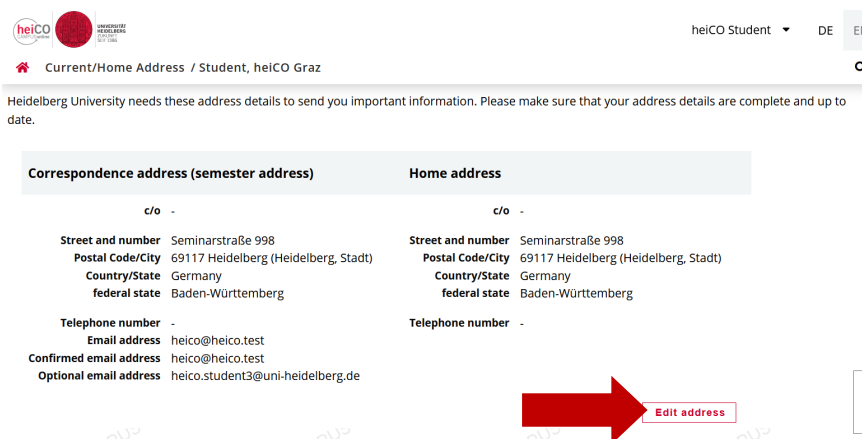 heiCO
CAMPUSonline
UNIVERSITÄT
HEIDELBERG
ZUKUNFT
SEIT 1386
heiCO Student
DE
Current/Home Address / Student, heiCO Graz
Heidelberg University needs these address details to send you important information. Please make sure that your address details are complete and up to
date.
Correspondence address (semester address) Home address
c/o - c/o -
Street and number Seminarstraße 998 Street and number Seminarstraße 998
Postal Code/City 69117 Heidelberg (Heidelberg, Stadt) Postal Code/City 69117 Heidelberg (Heidelberg, Stadt)
Country/State Germany Country/State Germany
federal state Baden-Württemberg federal state Baden-Württemberg
Telephone number - Telephone number -
Email address heico@heico.test
Confirmed email address heico@heico.test
Optional email address heico.student3@uni-heidelberg.de
Edit address